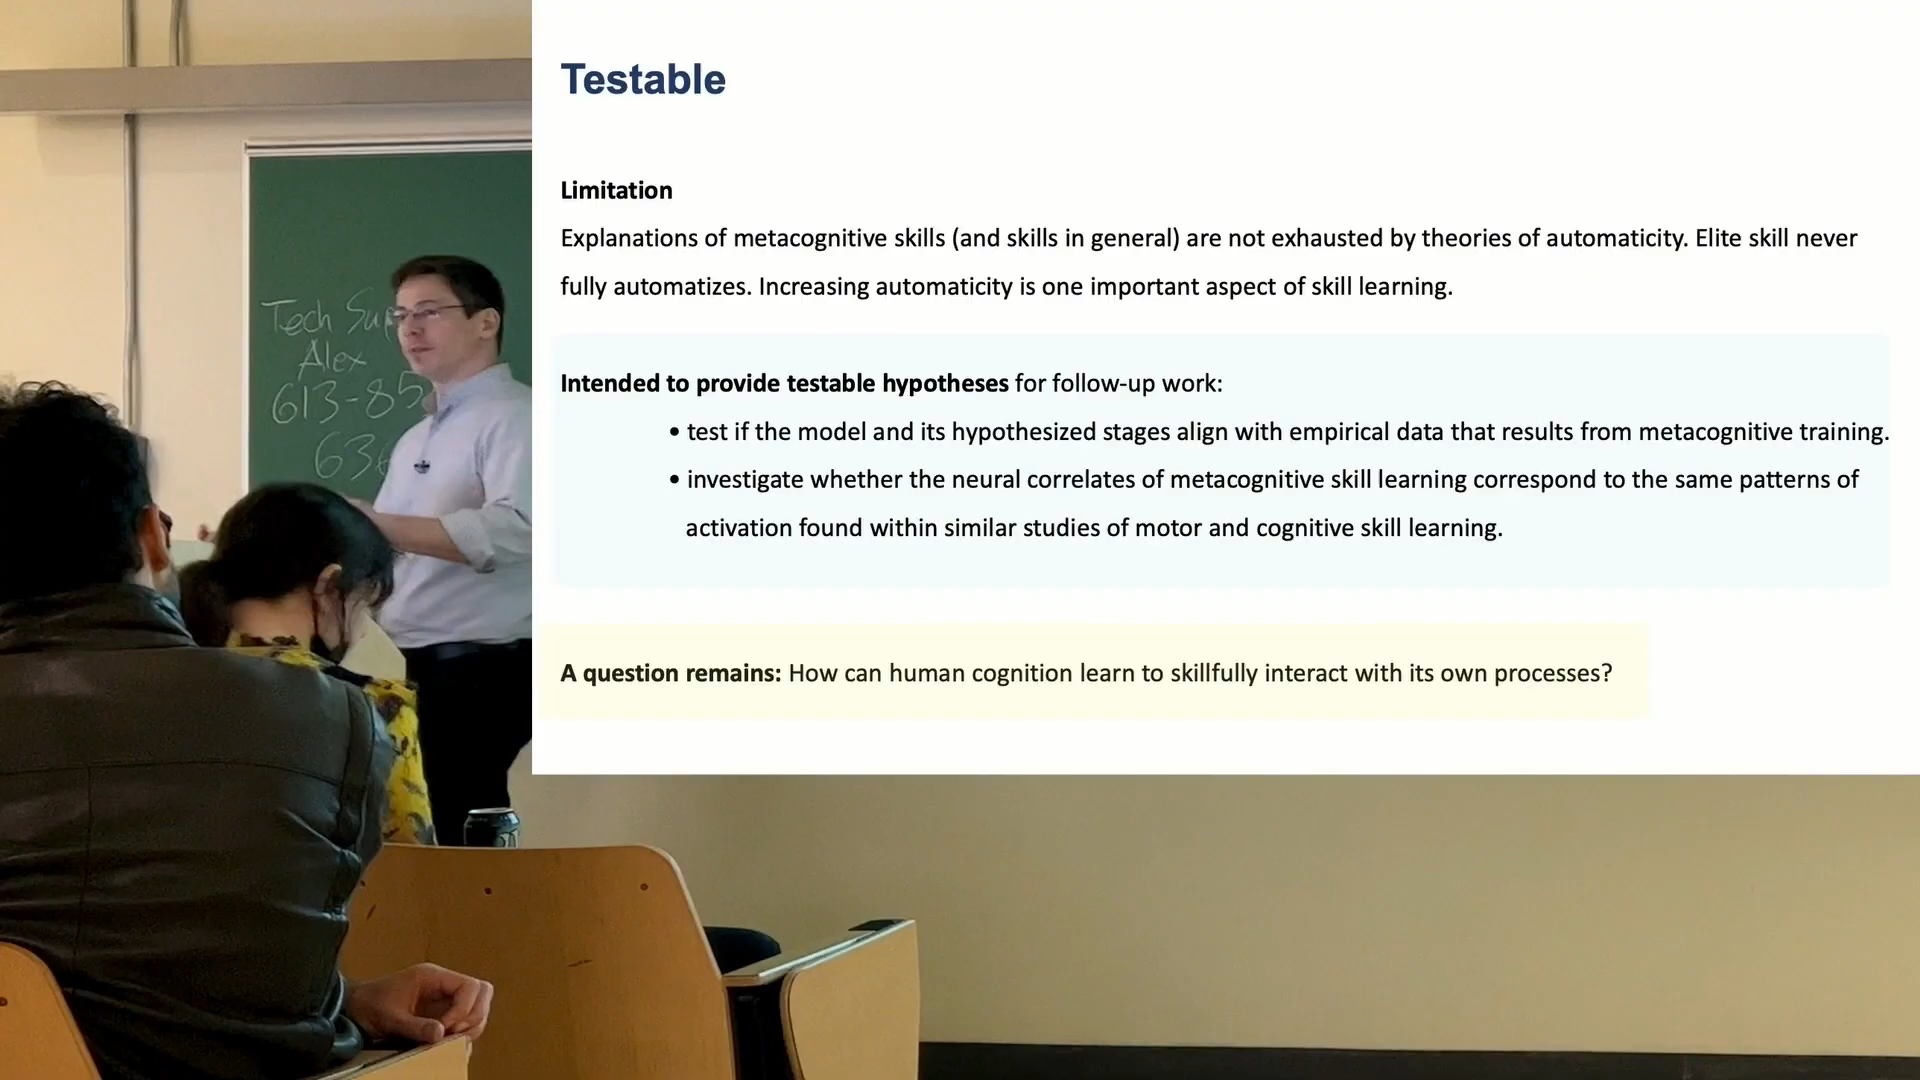 Testable
Limitation
Explanations of metacognitive skills (and skills in general) are not exhausted by theories of automaticity. Elite skill never
fully automatizes. Increasing automaticity is one important aspect of skill learning.
Intended to provide testable hypotheses for follow-up work:
• test if the model and its hypothesized stages align with empirical data that results from metacognitive training.
• investigate whether the neural correlates of metacognitive skill learning correspond to the same patterns of
activation found within similar studies of motor and cognitive skill learning.
A question remains: How can human cognition learn to skillfully interact with its own processes?
Tech Sup
Alex
613-85
63